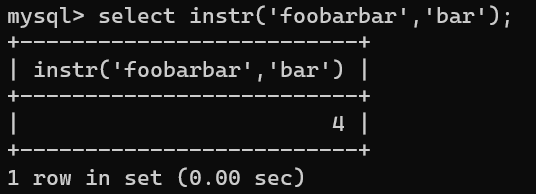 mysql> select instr('foobarbar','bar');
+---------------------------+
| instr('foobarbar','bar') |
+---------------------------+
|                         4 |
+---------------------------+
1 row in set (0.00 sec)